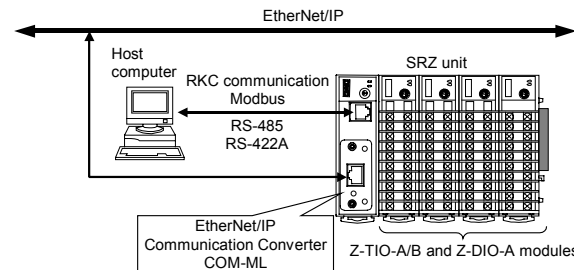 EtherNet/IP
Host
computer
SRZ unit
RKC communication
Modbus
RS-485
RS-422A
EtherNet/IP
Communication Converter
COM-ML
Z-TIO-A/B and Z-DIO-A modules